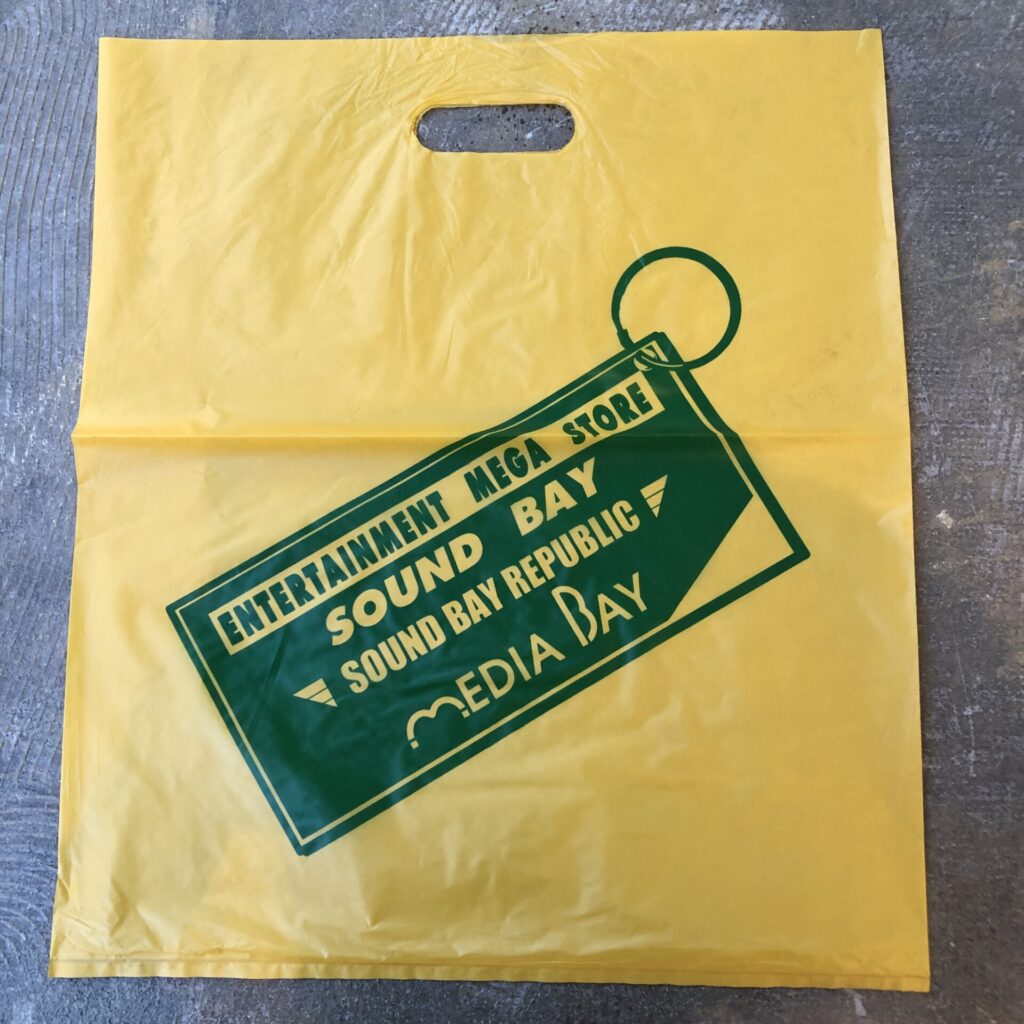 ENTERTAINMENT MEGA STORE
SOUND BAY
SOUND BAY REPUBLIC
MEDIA BAY